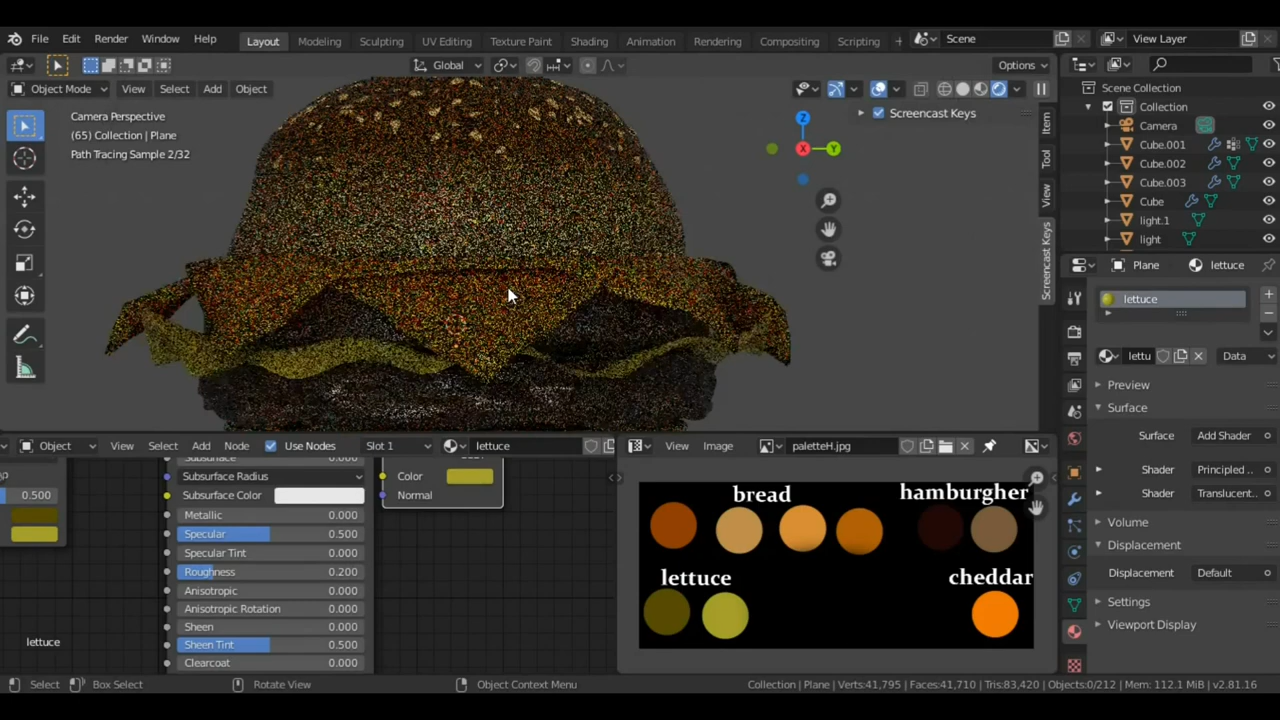 File Edit Render Window Help Layout Modeling Sculpting UV Editing Texture Paint Shading Animation Rendering Compositing Scripting Scene View Layer
Global Options
Object Mode View Select Add Object
Camera Perspective
(65) Collection | Plane
Path Tracing Sample 2/32
Z
X
Y
Screencast Keys
Item
Tool
View
Screencast Keys
Scene Collection
Collection
Camera
Cube.001
Cube.002
Cube.003
Cube
light.1
light
Plane lettuce
lettuce
lettu Data
Preview
Surface
Surface Add Shader
Shader Principled ..
Shader Translucent..
Volume
Displacement
Displacement Default
Settings
Viewport Display
Object View Select Add Node Use Nodes Slot 1 lettuce
0.500
Subsurface Radius
Subsurface Color
Metallic 0.000
Specular 0.500
Specular Tint 0.000
Roughness 0.200
Anisotropic 0.000
Anisotropic Rotation 0.000
Sheen 0.000
Sheen Tint 0.500
Clearcoat 0.000
Color
Normal
lettuce
View Image paletteH.jpg
bread hamburgher
lettuce cheddar
Select Box Select Rotate View Object Context Menu Collection | Plane | Verts:41,795 | Faces:41,710 | Tris:83,420 | Objects:0/212 | Mem: 112.1 MiB | v2.81.16